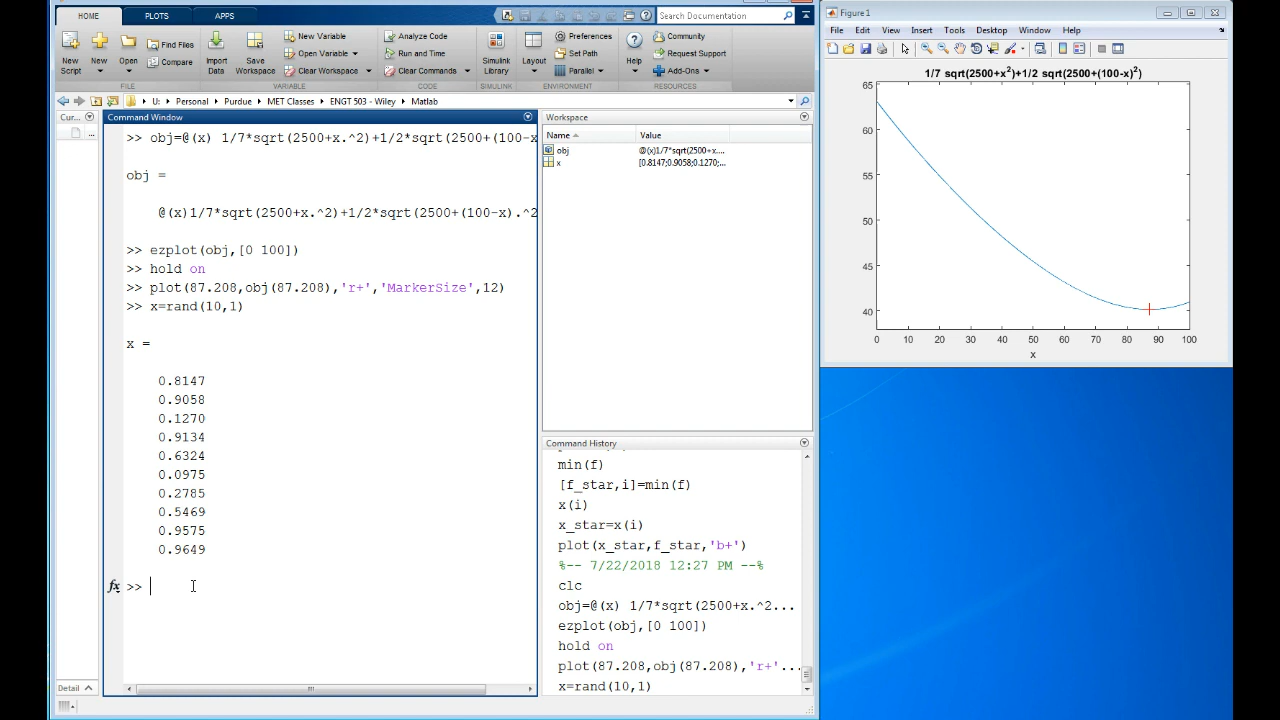 HOME PLOTS APPS Search Documentation
New Script
New
Open
Find Files
Compare
Import Data
Save Workspace
New Variable
Open Variable
Clear Workspace
Analyze Code
Run and Time
Clear Commands
Simulink Library
Layout
Preferences
Set Path
Parallel
Help
Community
Request Support
Add-Ons
FILE VARIABLE CODE SIMULINK ENVIRONMENT RESOURCES
U: Personal Purdue MET Classes ENGT 503 - Wiley Matlab
Cur...
...
Detail
Command Window
>> obj=@(x) 1/7*sqrt(2500+x.^2)+1/2*sqrt(2500+(100-x
obj =
@(x)1/7*sqrt(2500+x.^2)+1/2*sqrt(2500+(100-x).^2
>> ezplot(obj,[0 100])
>> hold on
>> plot(87.208,obj(87.208),'r+','MarkerSize',12)
>> x=rand(10,1)
x =
0.8147
0.9058
0.1270
0.9134
0.6324
0.0975
0.2785
0.5469
0.9575
0.9649
fx >>
Workspace
Name Value
obj @(x)1/7*sqrt(2500+x....
x [0.8147;0.9058;0.1270;...
Command History
min(f)
[f_star,i]=min(f)
x(i)
x_star=x(i)
plot(x_star,f_star,'b+')
%-- 7/22/2018 12:27 PM --%
clc
obj=@(x) 1/7*sqrt(2500+x.^2...
ezplot(obj,[0 100])
hold on
plot(87.208,obj(87.208),'r+'...
x=rand(10,1)
Figure 1
File Edit View Insert Tools Desktop Window Help
1/7 sqrt(2500+x²)+1/2 sqrt(2500+(100-x)²)
65
60
55
50
45
40
0 10 20 30 40 50 60 70 80 90 100
x